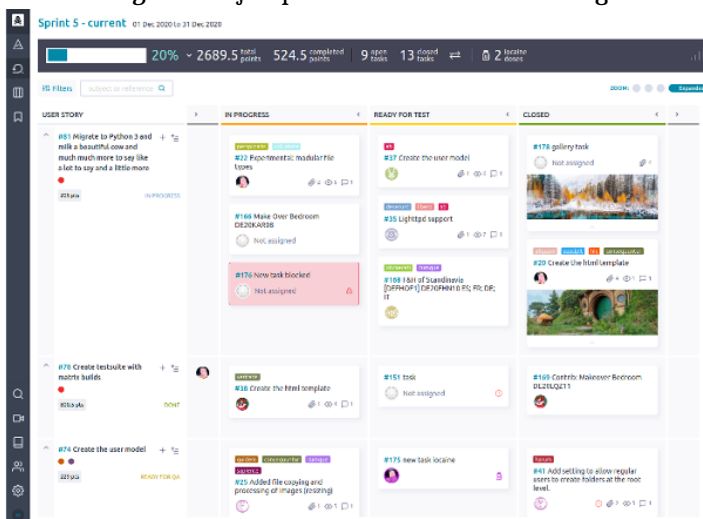 Sprint 5 - current 01 Dec 2020 to 31 Dec 2020
20% 2689.5 total points 524.5 completed points 9 open tasks 13 closed tasks 2 iocaine doses
Filters subject or reference ZOOM: Expanded
USER STORY IN PROGRESS READY FOR TEST CLOSED
#81 Migrate to Python 3 and
milk a beautiful cow and
much much more to say like
a lot to say and a little more
IN PROGRESS
#22 Experimental: modular file
types
#166 Make Over Bedroom
DE20KAR08
Not assigned
#176 New task blocked
Not assigned
#37 Create the user model
#35 Lighttpd support
#168 F&R of Scandinavia
[DEFHOF1] DE20FHN10 ES; FR; DE;
IT
#178 gallery task
Not assigned
#20 Create the html template
#78 Create testsuite with
matrix builds
DONE
#38 Create the html template
#151 task
Not assigned
#169 Contrib: Makeover Bedroom
DE20LQZ11
#74 Create the user model
READY FOR QA
#25 Added file copying and
processing of images (resizing)
#175 new task iocaine
#41 Add setting to allow regular
users to create folders at the root
level.